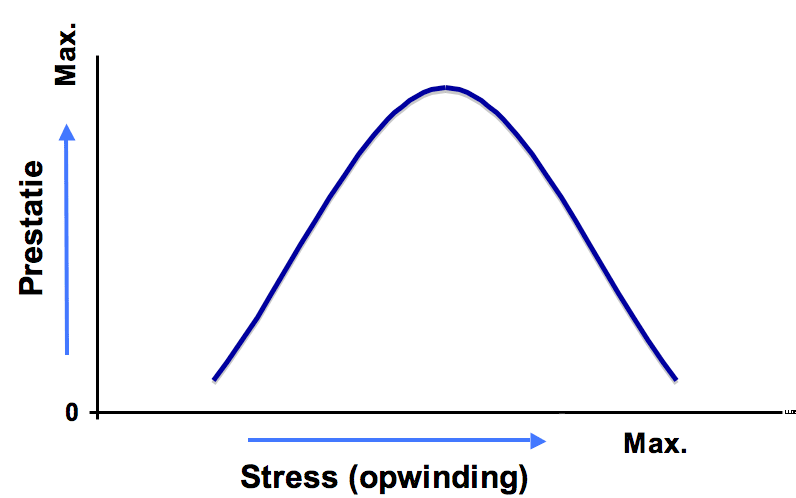 Max.
Prestatie
0
Max.
Stress (opwinding)